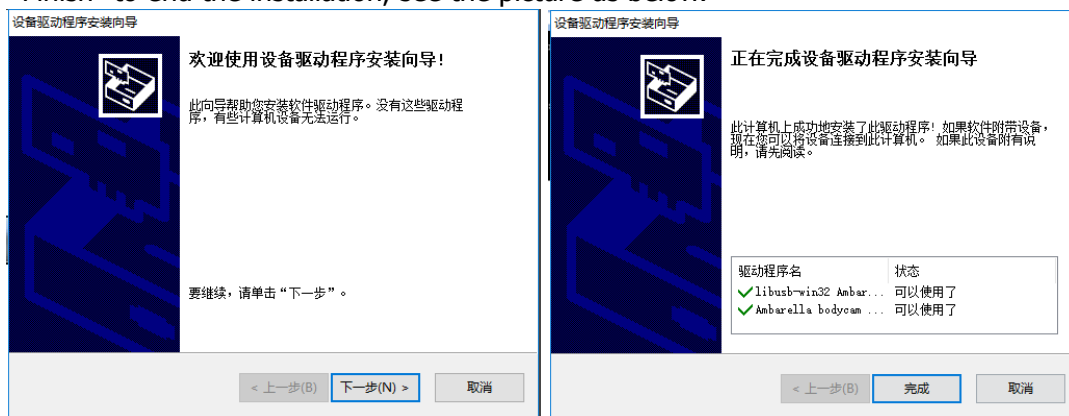 "Finish" to end the installation, see the picture as below.
设备驱动程序安装向导
欢迎使用设备驱动程序安装向导!
此向导帮助您安装软件驱动程序。没有这些驱动程
序，有些计算机设备无法运行。
要继续，请单击“下一步”。
< 上一步(B)
下一步(N) >
取消
设备驱动程序安装向导
正在完成设备驱动程序安装向导
此计算机上成功地安装了此驱动程序! 如果软件附带设备，
现在您可以将设备连接到此计算机。 如果此设备附有说
明，请先阅读。
驱动程序名 状态
libusb-win32 Ambar... 可以使用了
Ambarella bodycam ... 可以使用了
< 上一步(B)
完成
取消